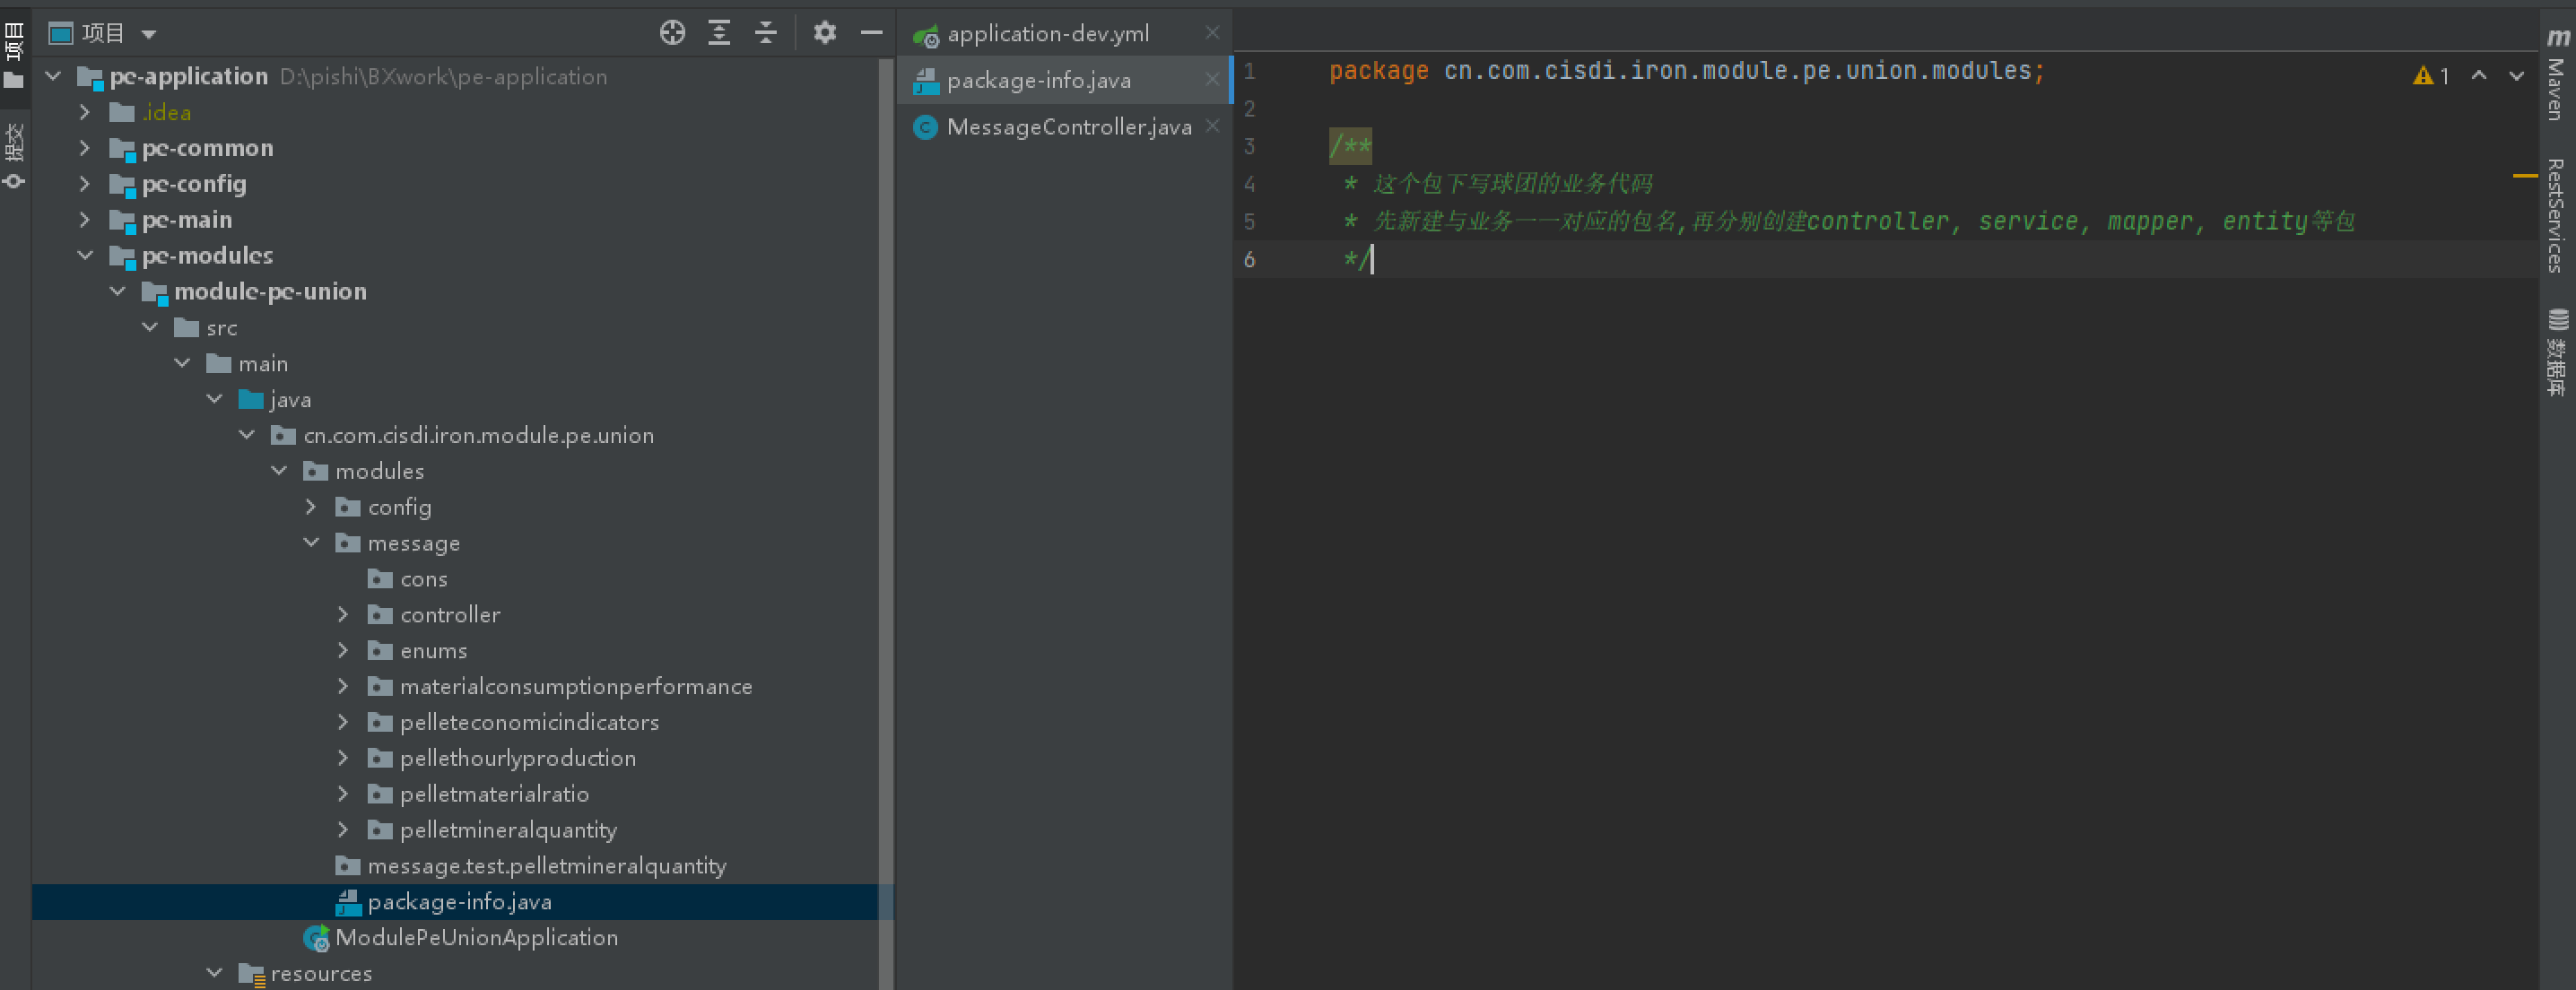 项目
提交
项目
pe-application D:\pishi\BXwork\pe-application
.idea
pe-common
pe-config
pe-main
pe-modules
module-pe-union
src
main
java
cn.com.cisdi.iron.module.pe.union
modules
config
message
cons
controller
enums
materialconsumptionperformance
pelleteconomicindicators
pellethourlyproduction
pelletmaterialratio
pelletmineralquantity
message.test.pelletmineralquantity
package-info.java
ModulePeUnionApplication
resources
application-dev.yml
package-info.java
MessageController.java
1 package cn.com.cisdi.iron.module.pe.union.modules;
2
3 /**
4 * 这个包下写球团的业务代码
5 * 先新建与业务一一对应的包名,再分别创建controller, service, mapper, entity等包
6 */
1
m Maven
RestServices
数据库